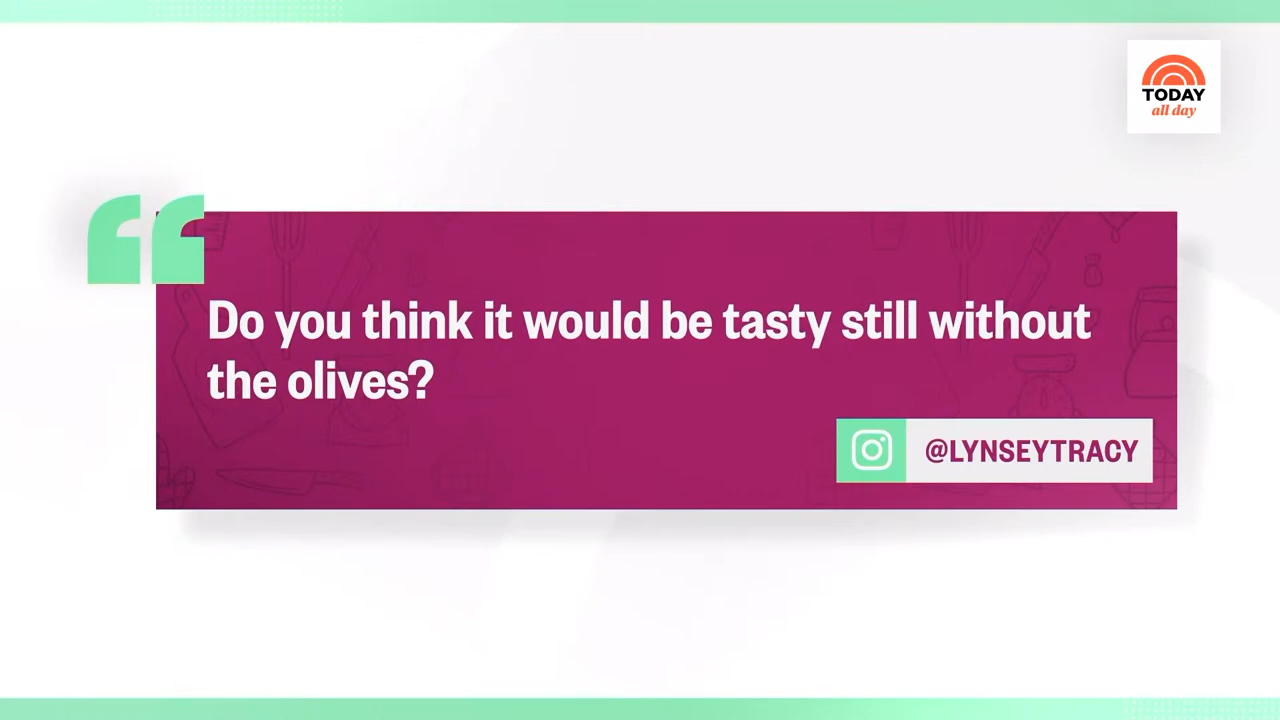 TODAY
all day
“
Do you think it would be tasty still without
the olives?
@LYNSEYTRACY